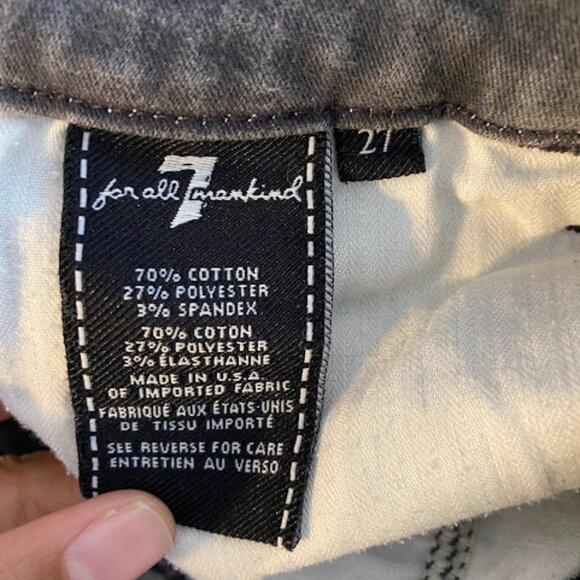 27
7
for all mankind
70% COTTON
27% POLYESTER
3% SPANDEX
70% COTON
27% POLYESTER
3% ÉLASTHANNE
MADE IN U.S.A.
OF IMPORTED FABRIC
FABRIQUÉ AUX ÉTATS-UNIS
DE TISSU IMPORTÉ
SEE REVERSE FOR CARE
ENTRETIEN AU VERSO